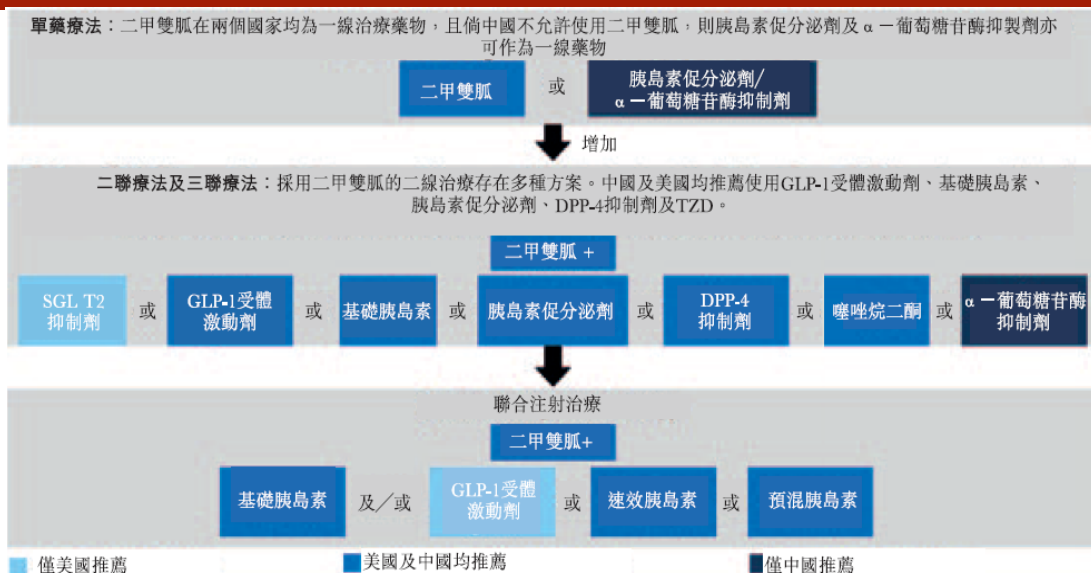 單藥療法：二甲雙胍在兩個國家均為一線治療藥物，且倘中國不允許使用二甲雙胍，則胰島素促分泌劑及α－葡萄糖苷酶抑製劑亦
可作為一線藥物
二甲雙胍 或 胰島素促分泌劑/
α－葡萄糖苷酶抑制劑
增加
二聯療法及三聯療法：採用二甲雙胍的二線治療存在多種方案。中國及美國均推薦使用GLP-1受體激動劑、基礎胰島素、
胰島素促分泌劑、DPP-4抑制劑及TZD。
二甲雙胍 +
SGL T2
抑制劑
或
GLP-1受體
激動劑
或
基礎胰島素
或
胰島素促分泌劑
或
DPP-4
抑制劑
或
噻唑烷二酮
或
α－葡萄糖苷酶
抑制劑
聯合注射治療
二甲雙胍+
基礎胰島素
及／或
GLP-1受體
激動劑
或
速效胰島素
或
預混胰島素
僅美國推薦
美國及中國均推薦
僅中國推薦